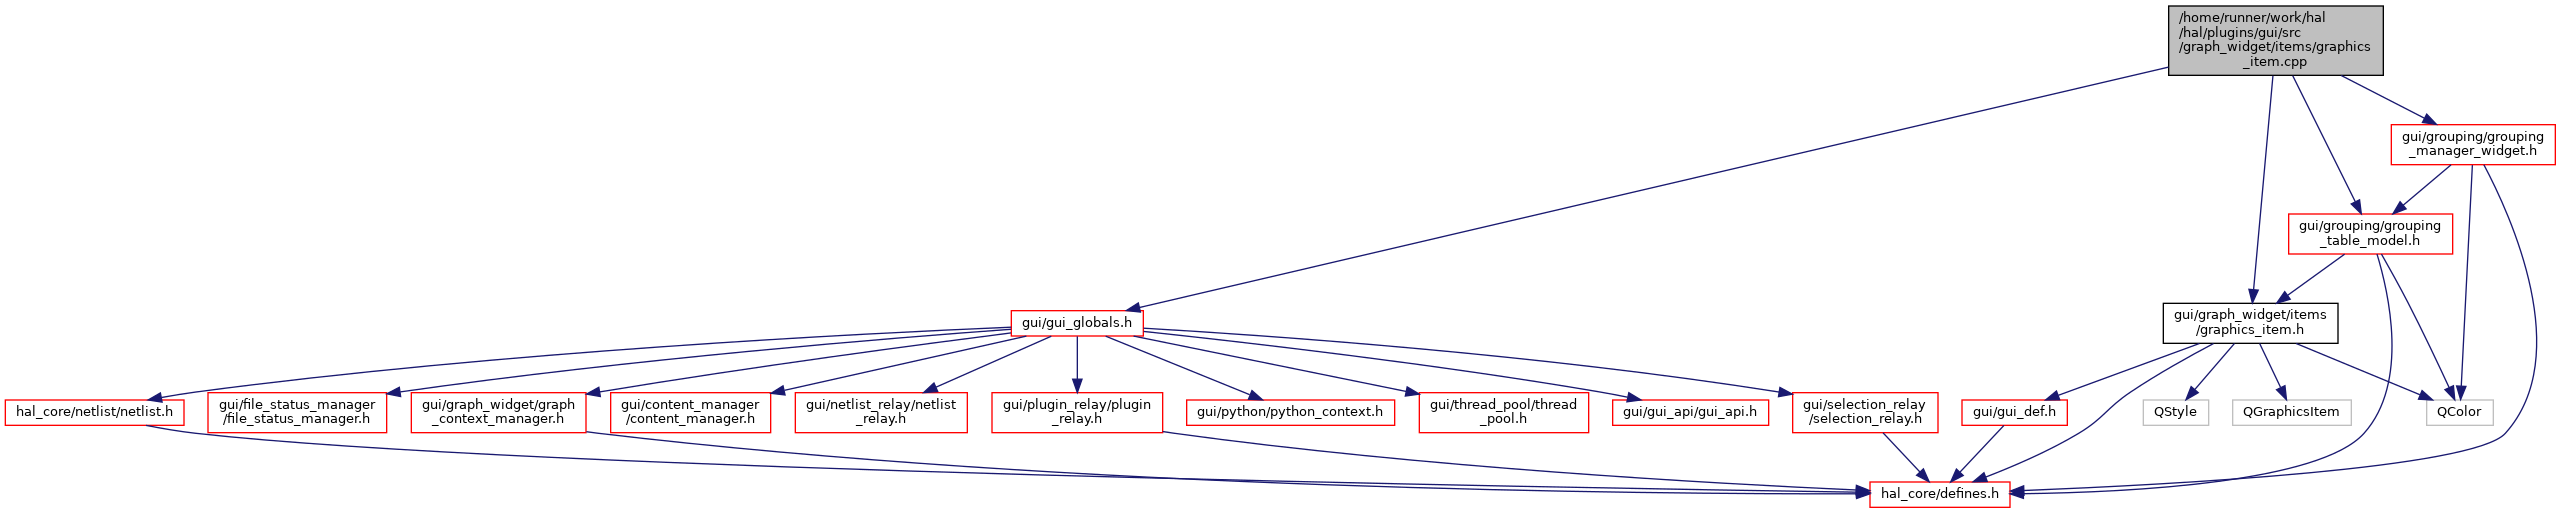 /home/runner/work/hal
/hal/plugins/gui/src
/graph_widget/items/graphics
_item.cpp
gui/grouping/grouping
_manager_widget.h
gui/grouping/grouping
_table_model.h
gui/gui_globals.h
gui/graph_widget/items
/graphics_item.h
hal_core/netlist/netlist.h
gui/file_status_manager
/file_status_manager.h
gui/graph_widget/graph
_context_manager.h
gui/content_manager
/content_manager.h
gui/netlist_relay/netlist
_relay.h
gui/plugin_relay/plugin
_relay.h
gui/python/python_context.h
gui/thread_pool/thread
_pool.h
gui/gui_api/gui_api.h
gui/selection_relay
/selection_relay.h
gui/gui_def.h
QStyle
QGraphicsItem
QColor
hal_core/defines.h